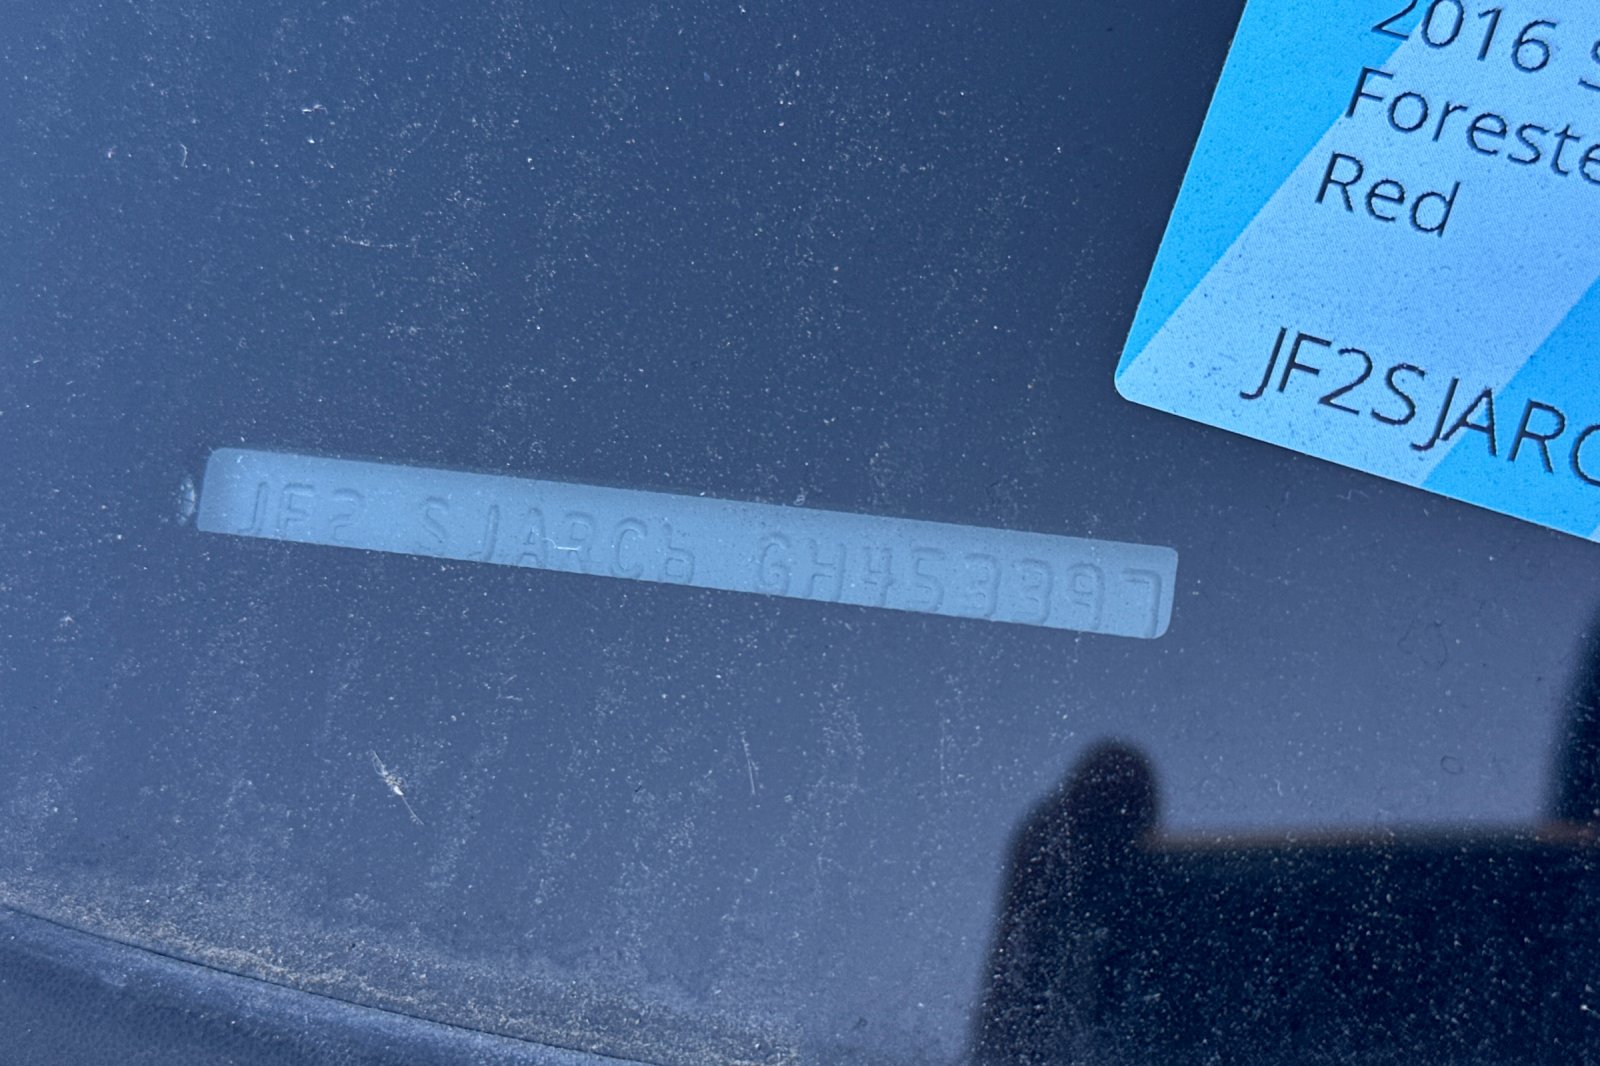 2016 S
Foreste
Red
JF2SJARC
JF2 SJARC6 GH453397